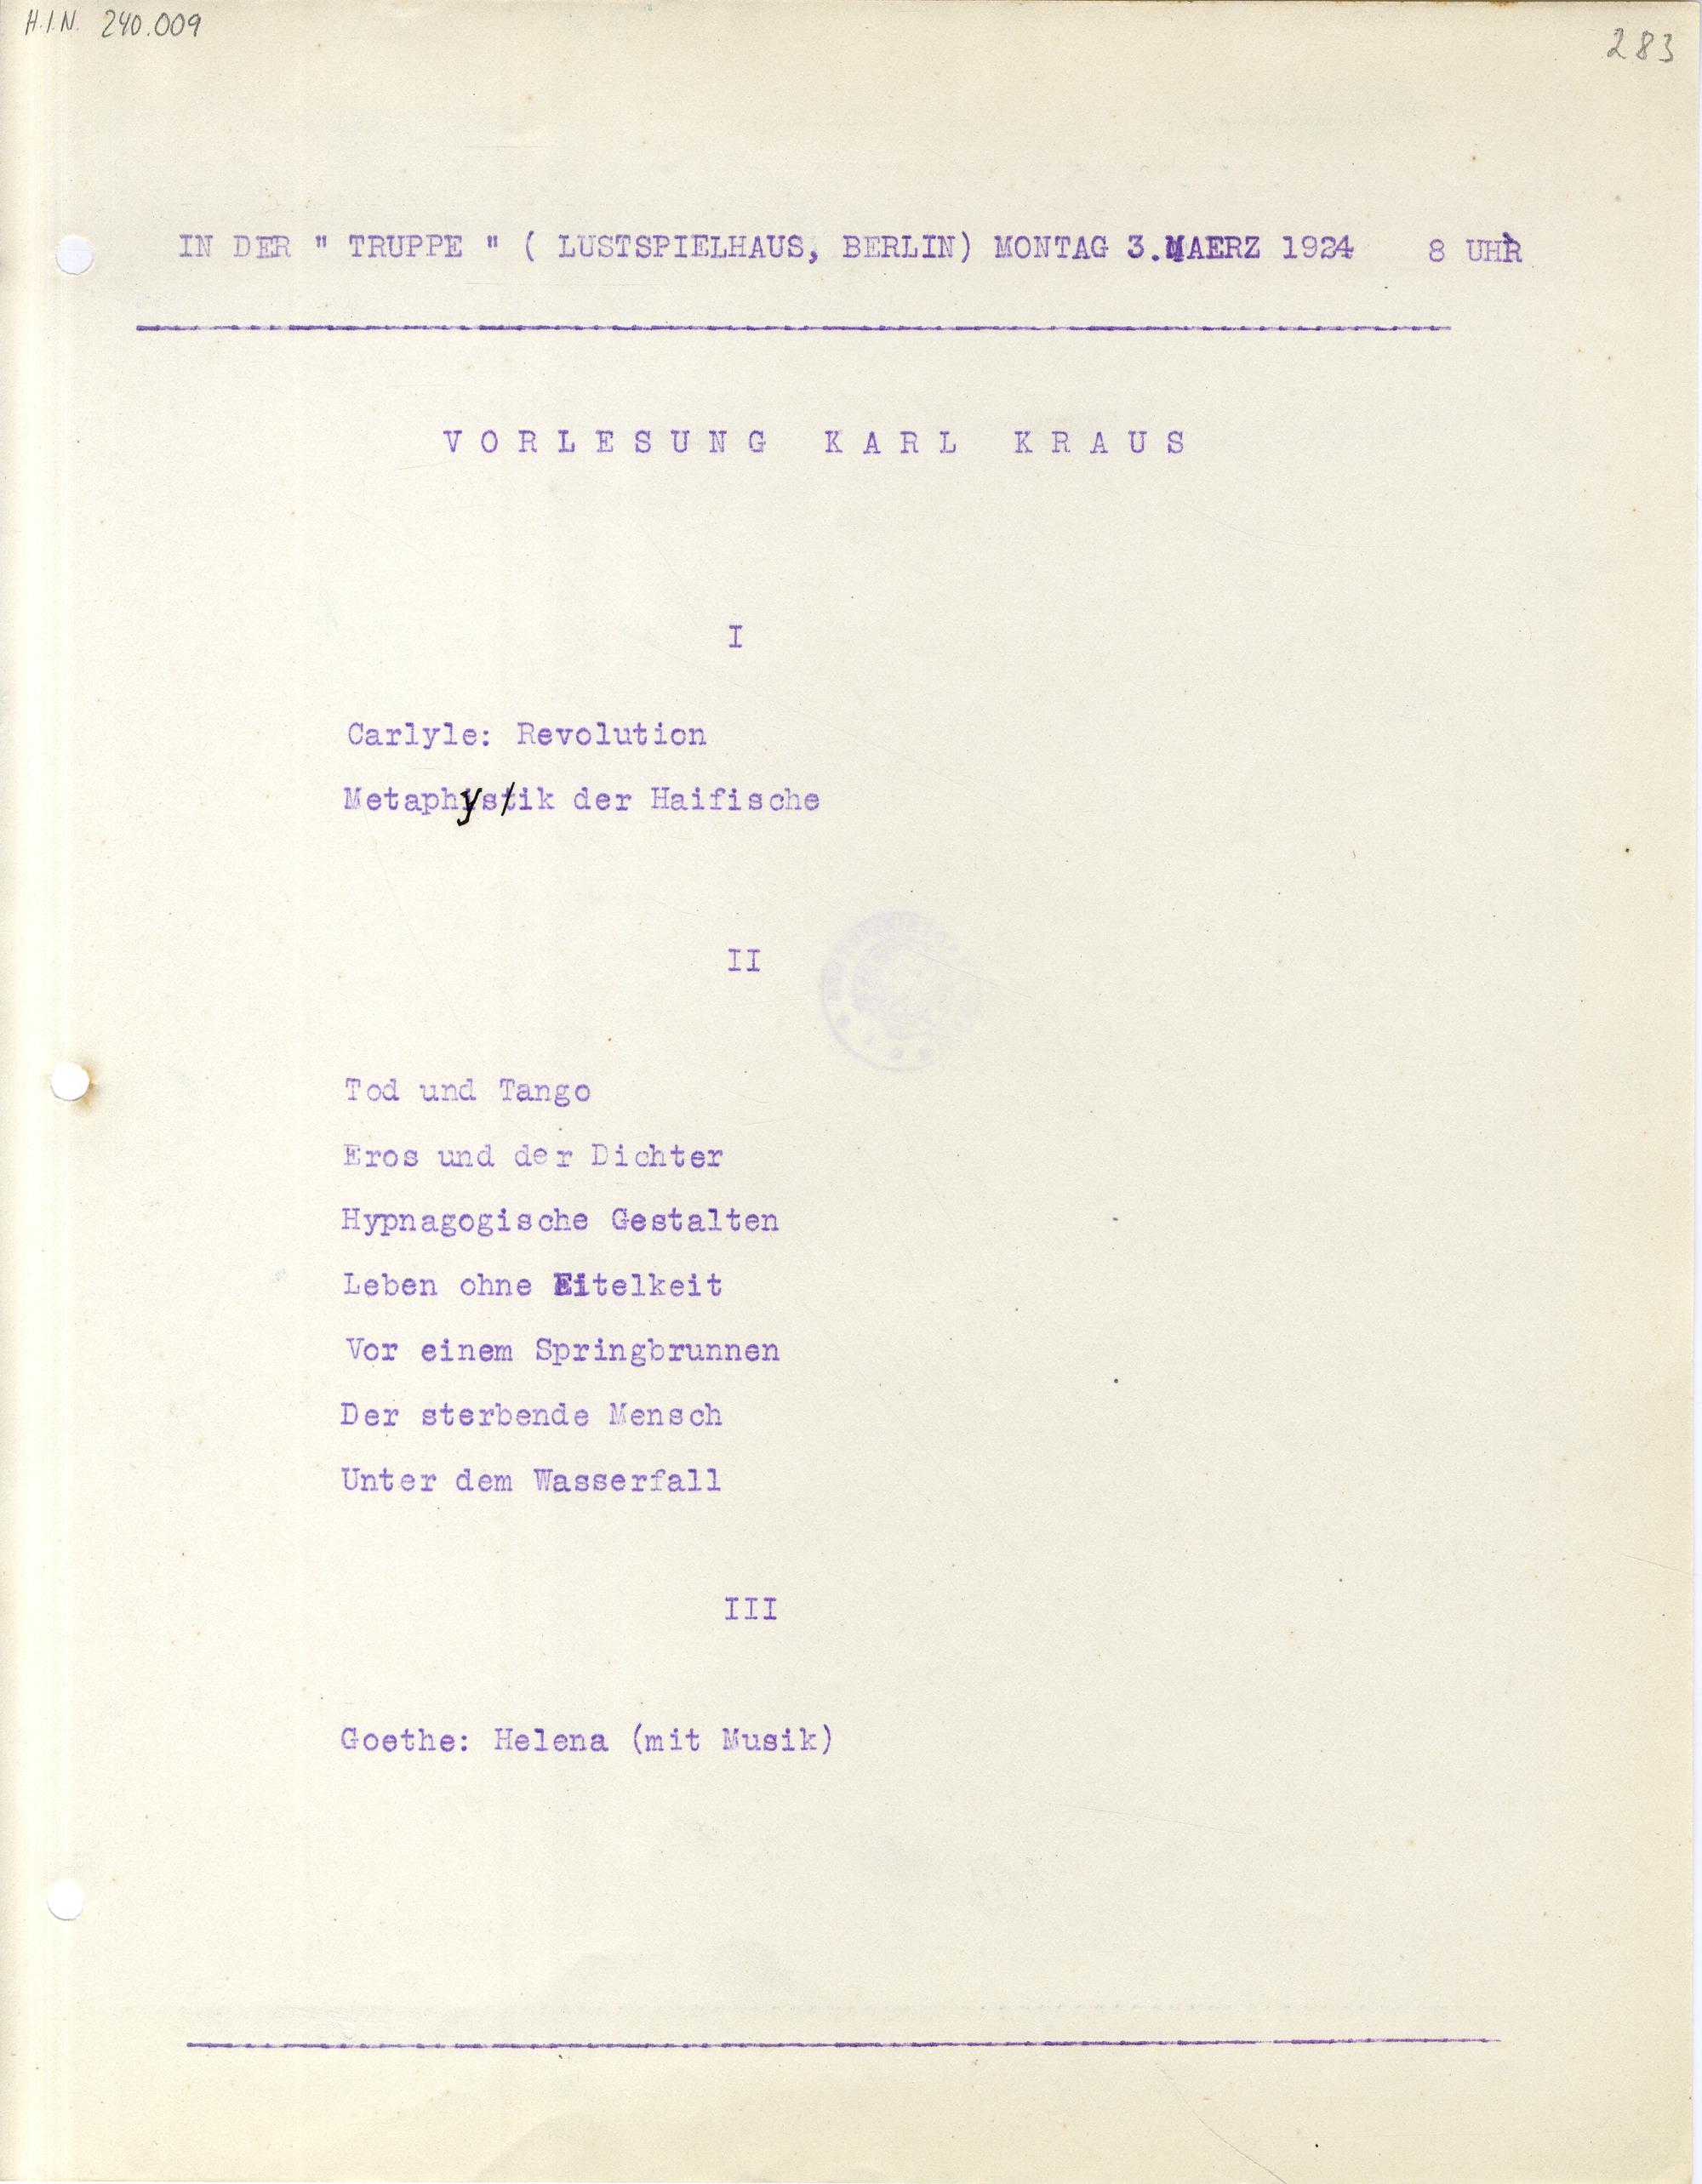 H.I.N. 240.009
283
IN DER " TRUPPE " ( LUSTSPIELHAUS, BERLIN) MONTAG 3.MAERZ 1924 8 UHR
VORLESUNG KARL KRAUS
I
Carlyle: Revolution
Metaphysik der Haifische
II
Tod und Tango
Eros und der Dichter
Hypnagogische Gestalten
Leben ohne Eitelkeit
Vor einem Springbrunnen
Der sterbende Mensch
Unter dem Wasserfall
III
Goethe: Helena (mit Musik)